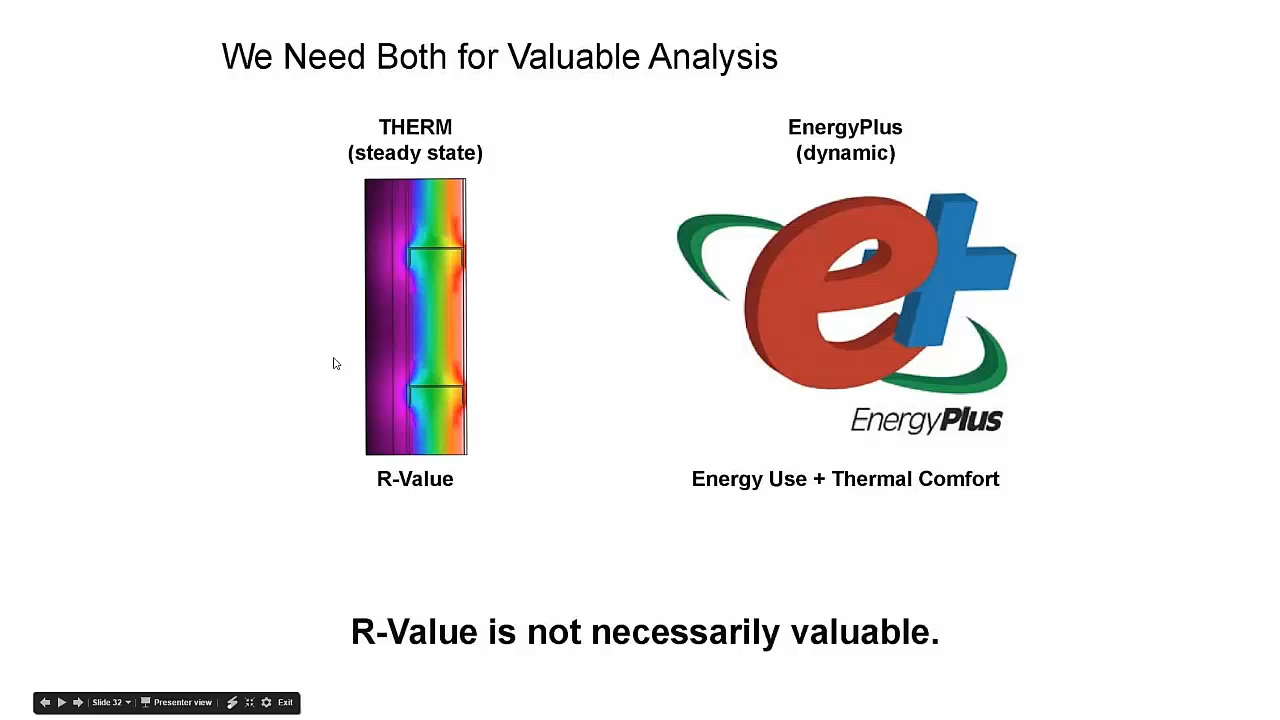 We Need Both for Valuable Analysis
THERM
(steady state)
EnergyPlus
(dynamic)
e+
EnergyPlus
R-Value
Energy Use + Thermal Comfort
R-Value is not necessarily valuable.
Slide 32
Presenter view
Exit